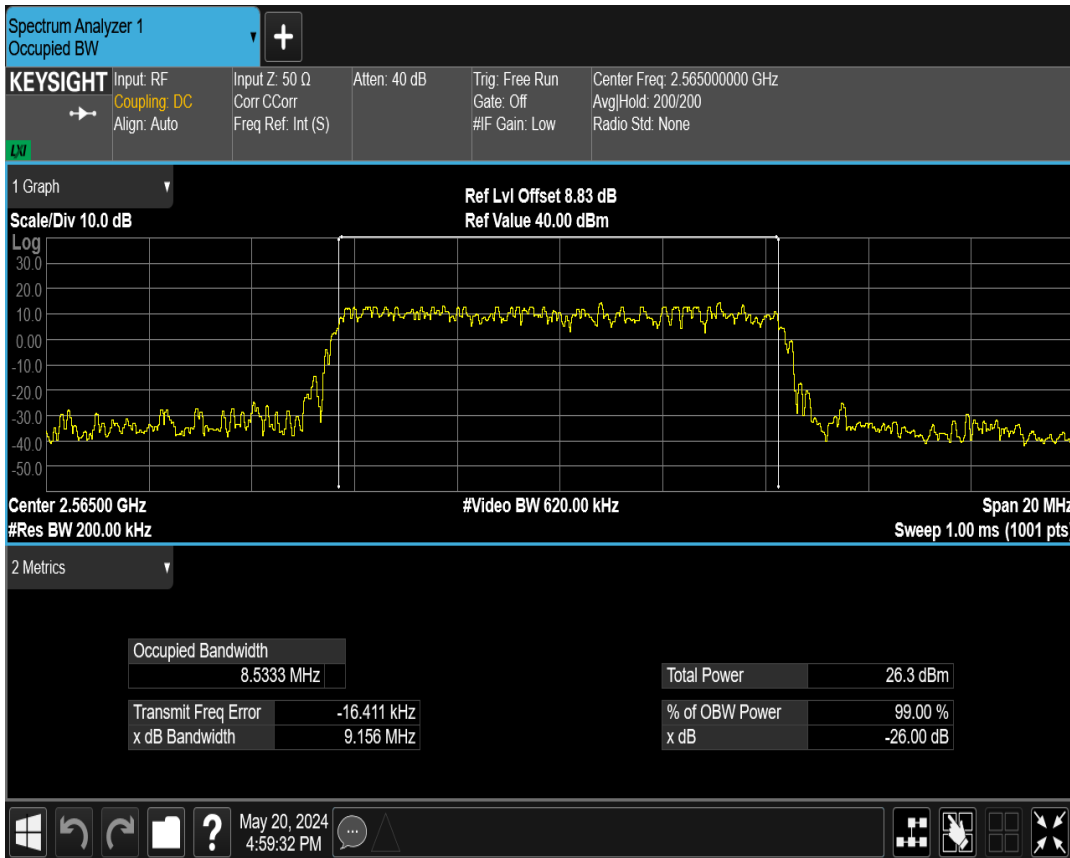 Spectrum Analyzer 1
Occupied BW
+
KEYSIGHT
LXI
Input: RF
Coupling: DC
Align: Auto
Input Z: 50 Ω
Corr CCorr
Freq Ref: Int (S)
Atten: 40 dB
Trig: Free Run
Gate: Off
#IF Gain: Low
Center Freq: 2.565000000 GHz
Avg|Hold: 200/200
Radio Std: None
1 Graph
Scale/Div 10.0 dB
Ref Lvl Offset 8.83 dB
Ref Value 40.00 dBm
Log
30.0
20.0
10.0
0.00
-10.0
-20.0
-30.0
-40.0
-50.0
Center 2.56500 GHz
#Video BW 620.00 kHz
Span 20 MHz
#Res BW 200.00 kHz
Sweep 1.00 ms (1001 pts)
2 Metrics
Occupied Bandwidth
8.5333 MHz
Total Power 26.3 dBm
Transmit Freq Error -16.411 kHz
% of OBW Power 99.00 %
x dB Bandwidth 9.156 MHz
x dB -26.00 dB
?
May 20, 2024
4:59:32 PM